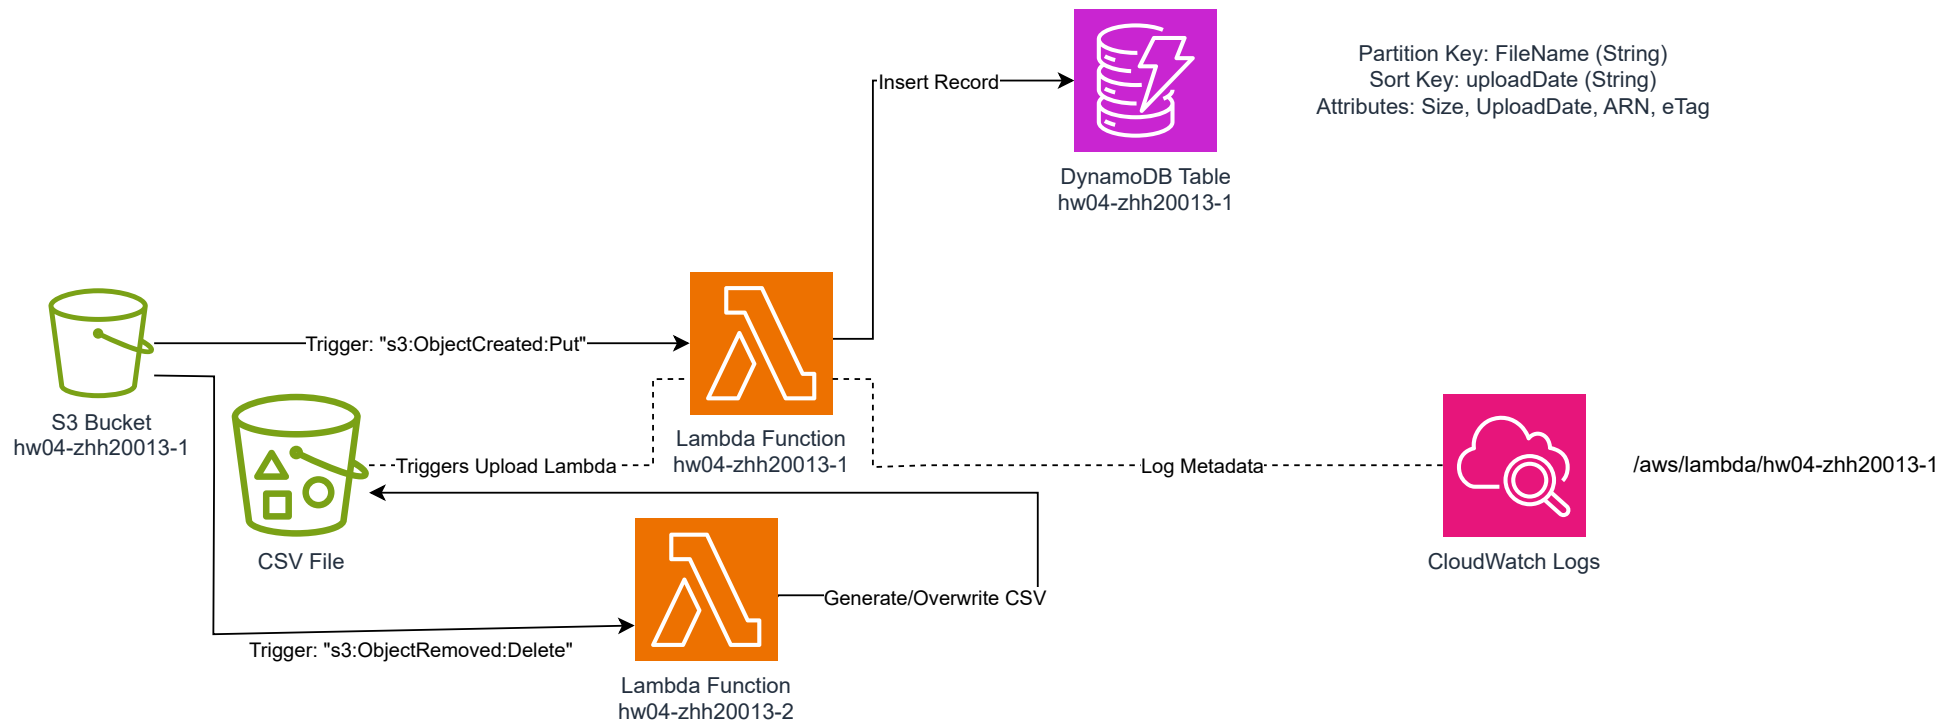 Partition Key: FileName (String)
Sort Key: uploadDate (String)
Attributes: Size, UploadDate, ARN, eTag
Insert Record
DynamoDB Table
hw04-zhh20013-1
Trigger: "s3:ObjectCreated:Put"
S3 Bucket
hw04-zhh20013-1
Lambda Function
hw04-zhh20013-1
Triggers Upload Lambda
Log Metadata
/aws/lambda/hw04-zhh20013-1
CSV File
CloudWatch Logs
Generate/Overwrite CSV
Trigger: "s3:ObjectRemoved:Delete"
Lambda Function
hw04-zhh20013-2